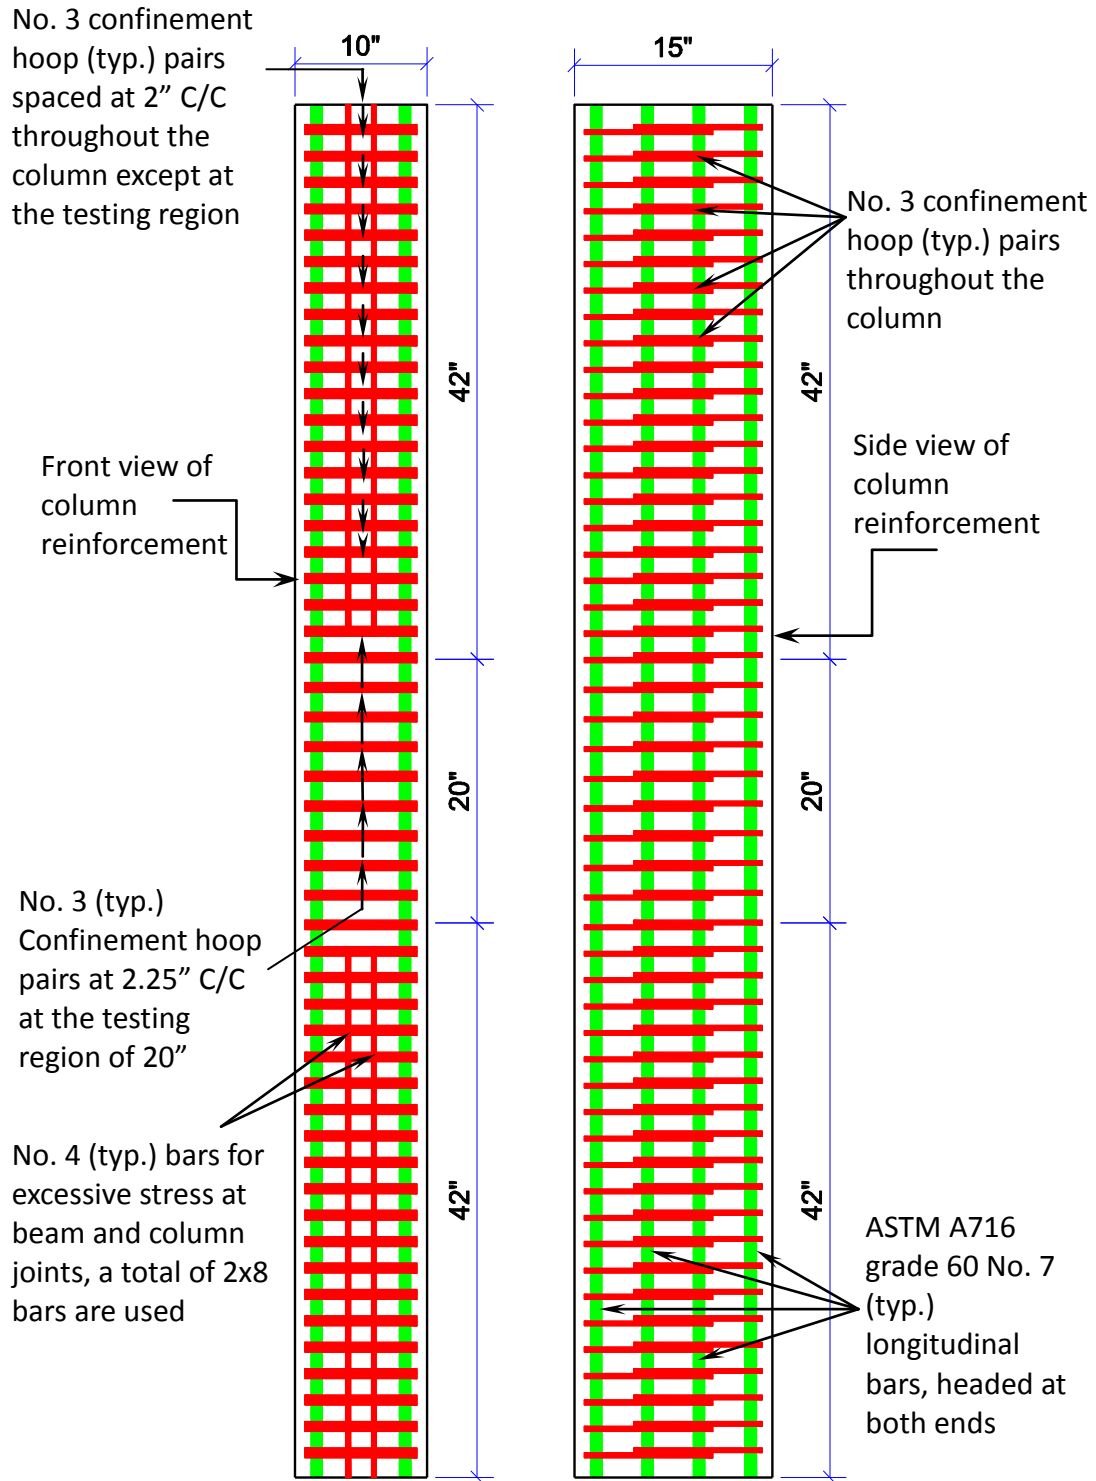 No. 3 confinement
hoop (typ.) pairs
spaced at 2” C/C
throughout the
column except at
the testing region
10"
15"
No. 3 confinement
hoop (typ.) pairs
throughout the
column
42"
42"
Front view of
column
reinforcement
Side view of
column
reinforcement
20"
20"
No. 3 (typ.)
Confinement hoop
pairs at 2.25” C/C
at the testing
region of 20”
No. 4 (typ.) bars for
excessive stress at
beam and column
joints, a total of 2x8
bars are used
42"
42"
ASTM A716
grade 60 No. 7
(typ.)
longitudinal
bars, headed at
both ends